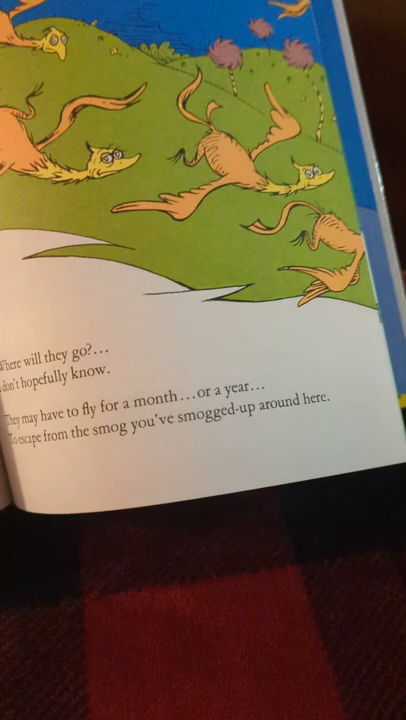 Where will they go?...
don't hopefully know.
They may have to fly for a month...or a year...
To escape from the smog you've smogged-up around here.